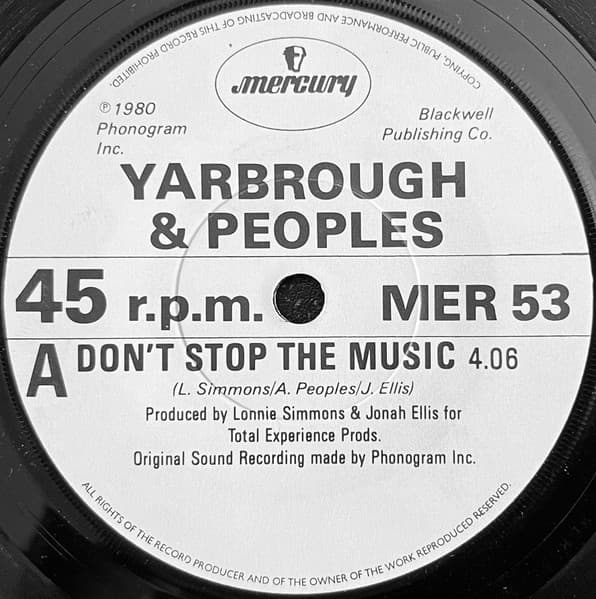 COPYING, PUBLIC PERFORMANCE AND BROADCASTING OF THIS RECORD PROHIBITED.
mercury
℗ 1980
Phonogram
Inc.
Blackwell
Publishing Co.
YARBROUGH
& PEOPLES
45 r.p.m. MER 53
A DON'T STOP THE MUSIC 4.06
(L. Simmons/A. Peoples/J. Ellis)
Produced by Lonnie Simmons & Jonah Ellis for
Total Experience Prods.
Original Sound Recording made by Phonogram Inc.
ALL RIGHTS OF THE RECORD PRODUCER AND OF THE OWNER OF THE WORK REPRODUCED RESERVED.